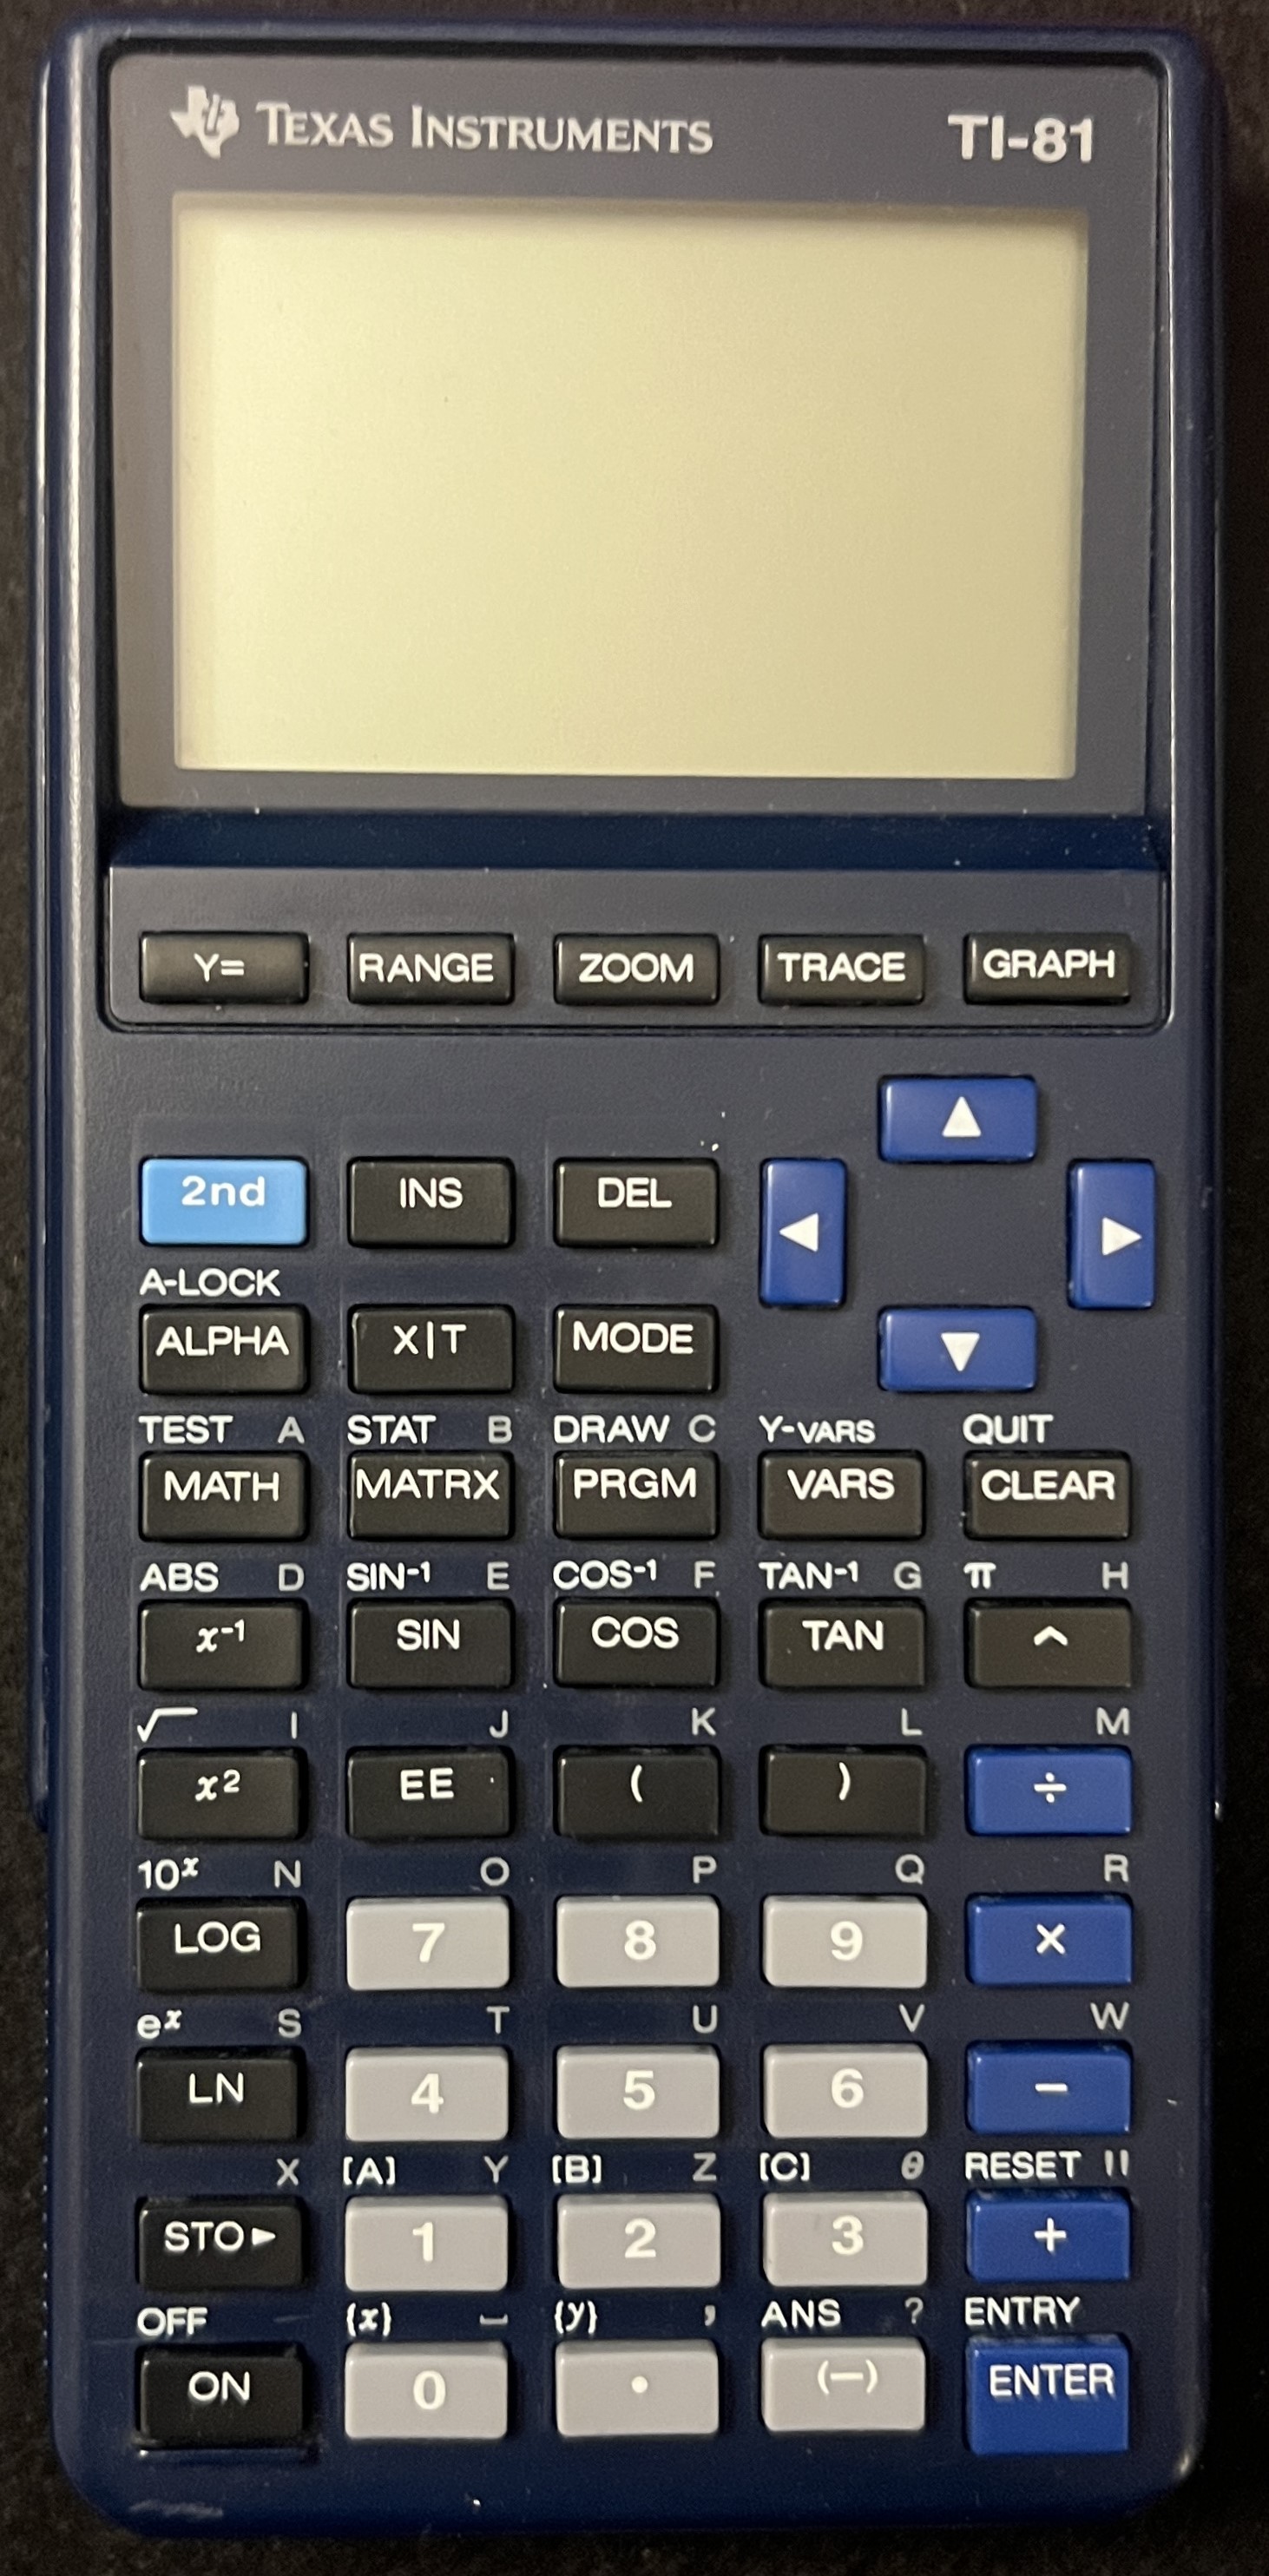 TEXAS INSTRUMENTS TI-81
Y= RANGE ZOOM TRACE GRAPH
▲
2nd INS DEL ◀ ▶
A-LOCK
ALPHA X|T MODE ▼
TEST A STAT B DRAW C Y-VARS QUIT
MATH MATRX PRGM VARS CLEAR
ABS D SIN⁻¹ E COS⁻¹ F TAN⁻¹ G π H
x⁻¹ SIN COS TAN ^
√ I J K L M
x² EE ( ) ÷
10ˣ N O P Q R
LOG 7 8 9 ×
eˣ S T U V W
LN 4 5 6 −
X [A] Y [B] Z [C] θ RESET "
STO▶ 1 2 3 +
OFF {x} ⎵ {y} , ANS ? ENTRY
ON 0 . (−) ENTER